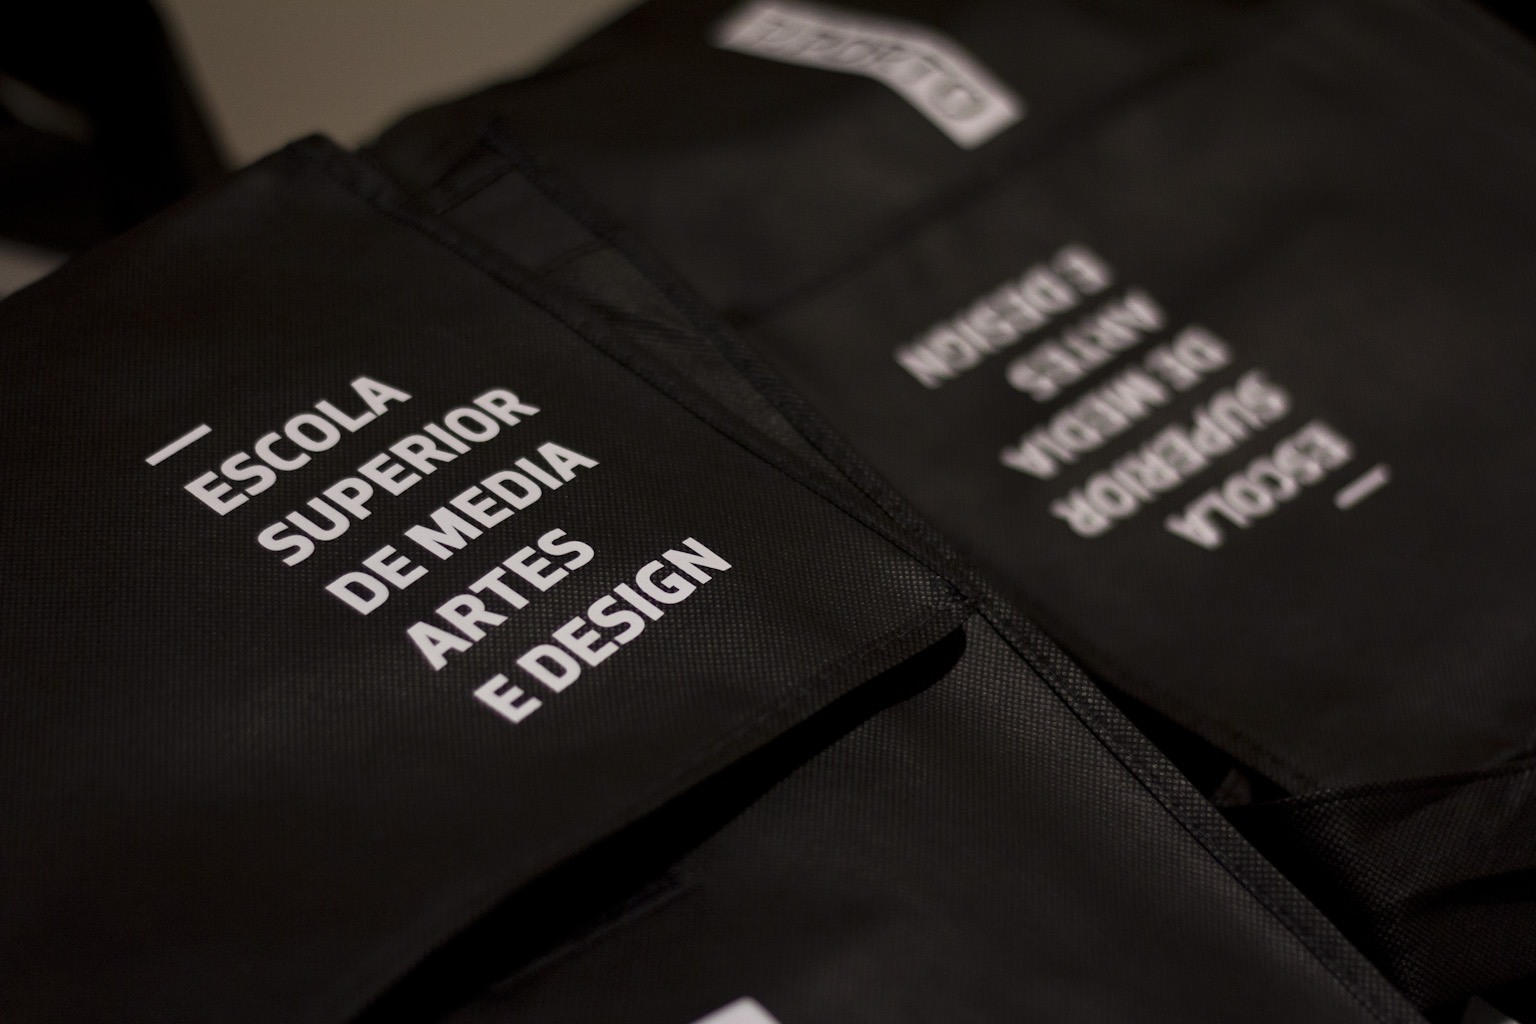 —
ESCOLA
SUPERIOR
DE MEDIA
ARTES
E DESIGN
—
ESCOLA
SUPERIOR
DE MEDIA
ARTES
E DESIGN